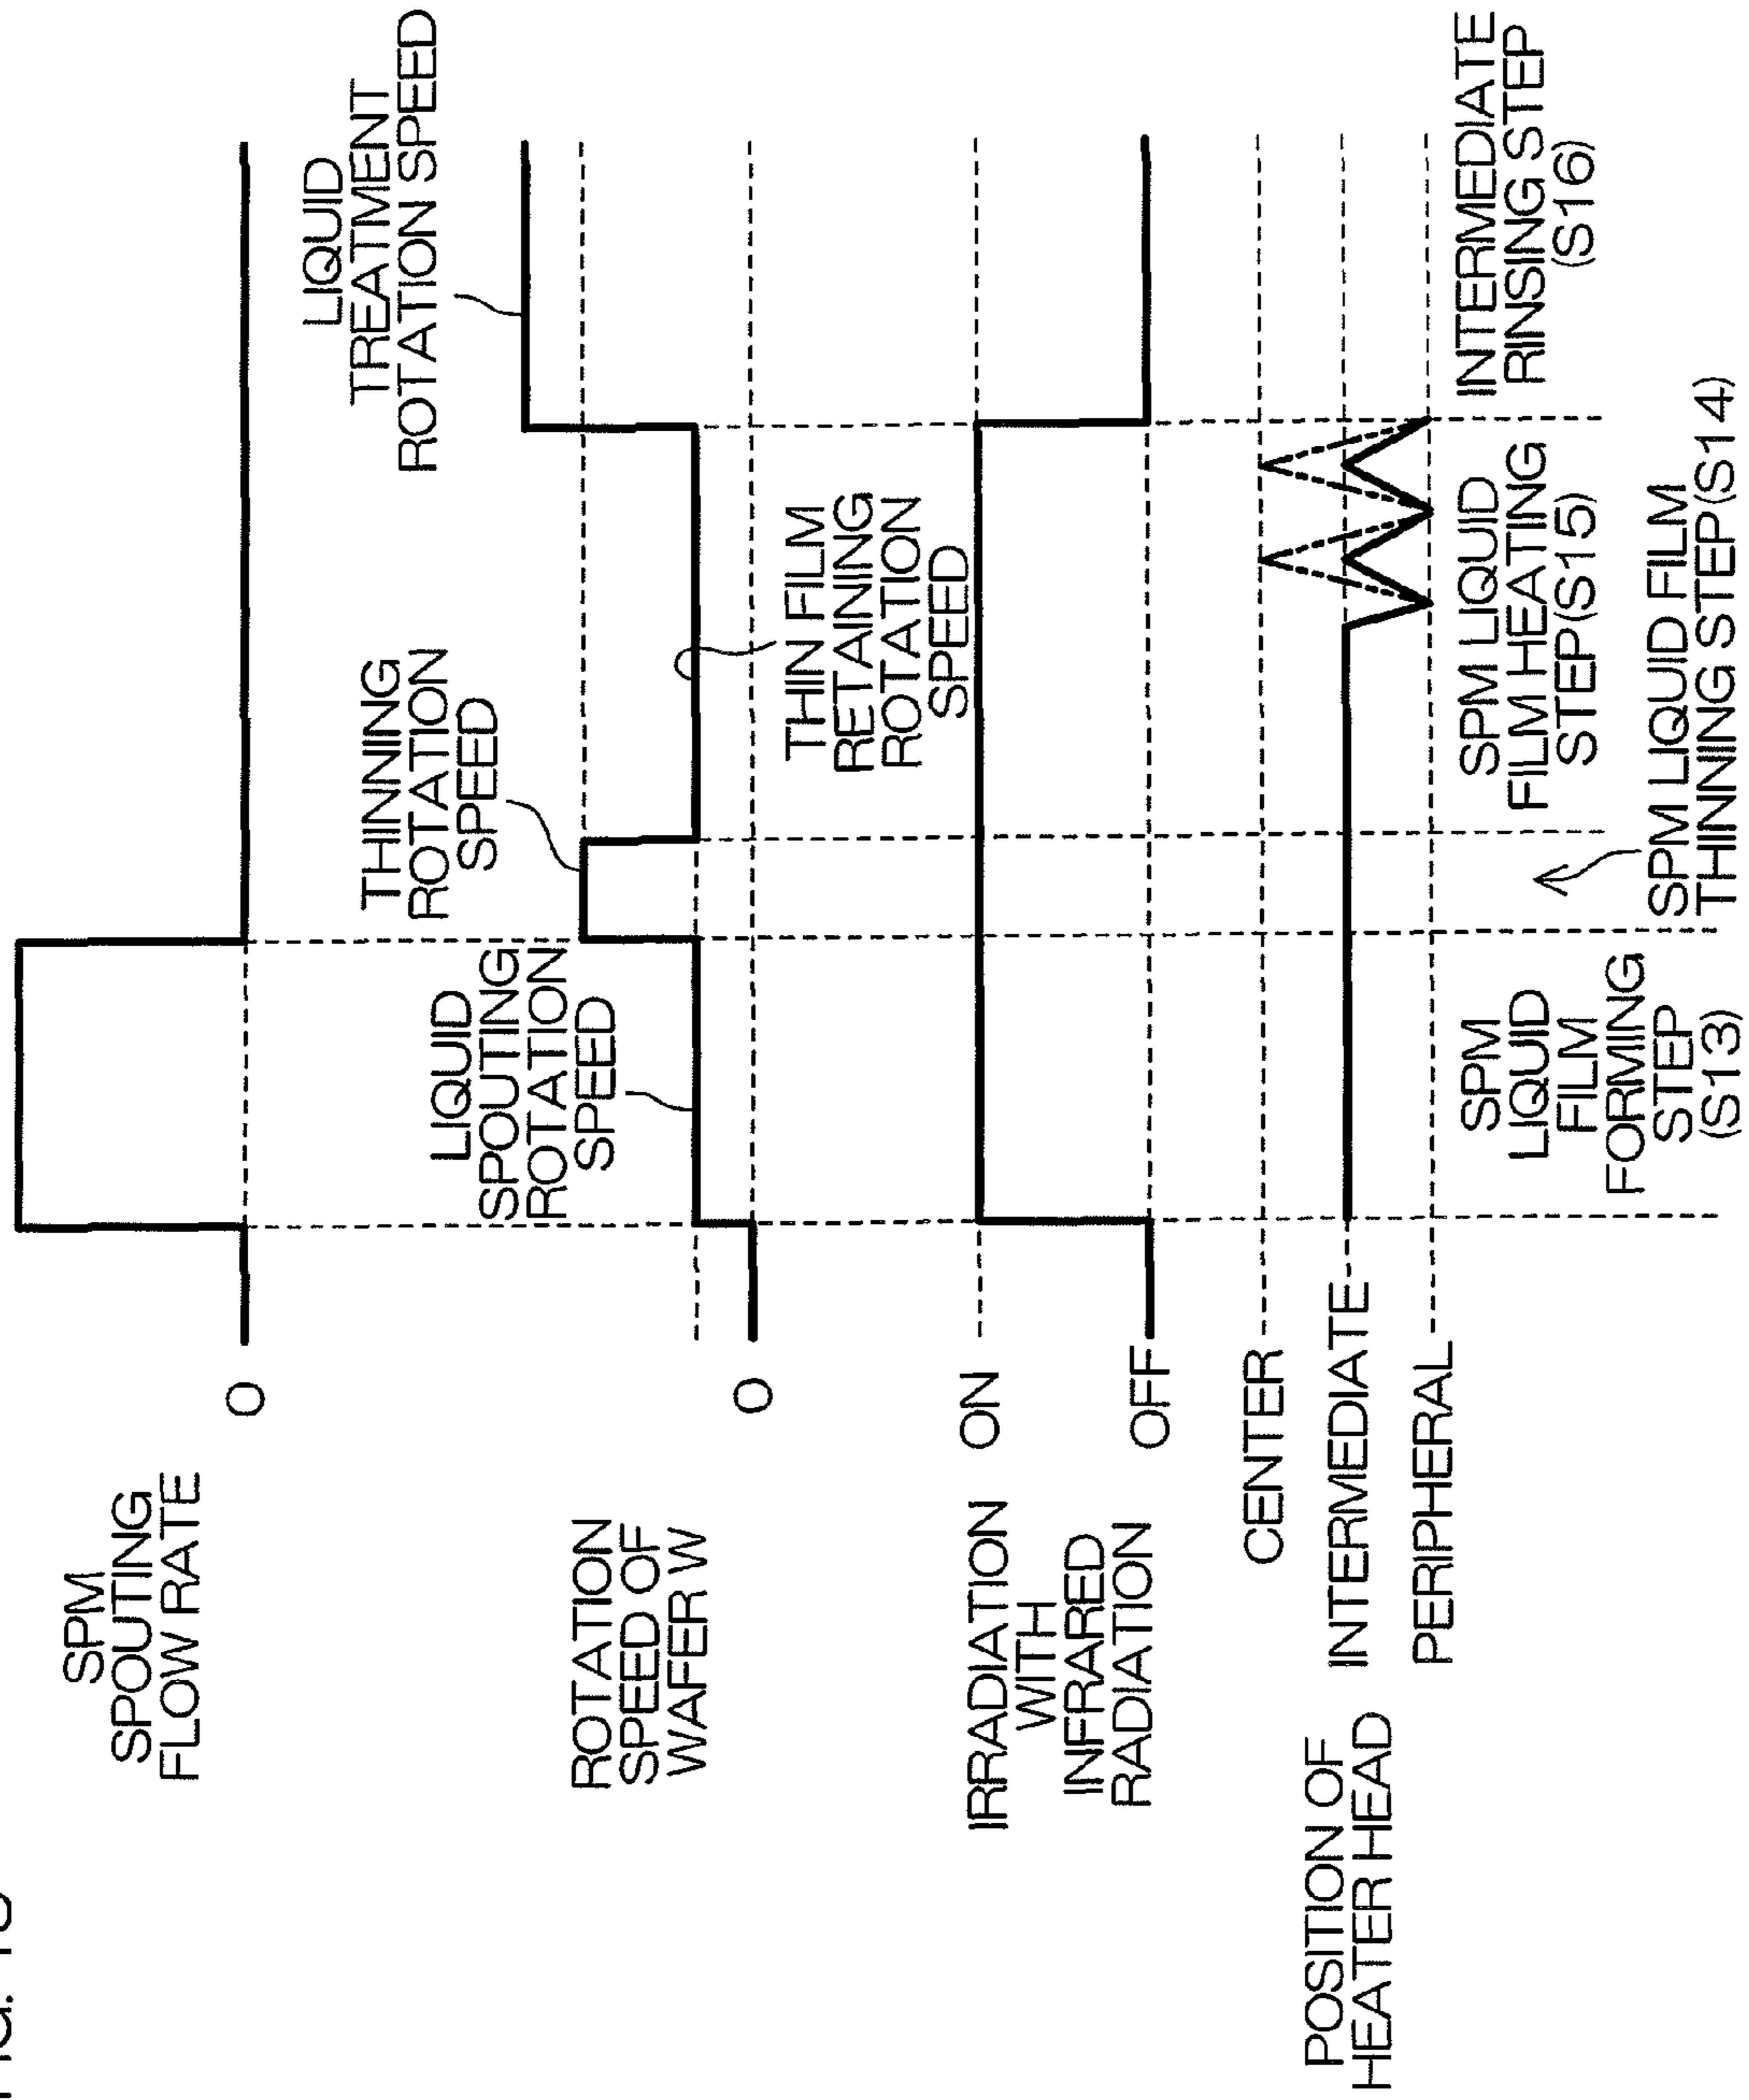 SPM
SPOUTING
FLOW RATE
0
ROTATION
SPEED OF
WAFER W
0
LIQUID
SPOUTING
ROTATION
SPEED
THINNING
ROTATION
SPEED
THIN FILM
RETAINING
ROTATION
SPEED
LIQUID
TREATMENT
ROTATION SPEED
IRRADIATION
WITH
INFRARED
RADIATION
ON
OFF
POSITION OF
HEATER HEAD
CENTER
INTERMEDIATE
PERIPHERAL
SPM
LIQUID
FILM
FORMING
STEP
(S13)
SPM LIQUID FILM
THINNING STEP(S14)
SPM LIQUID
FILM HEATING
STEP(S15)
INTERMEDIATE
RINSING STEP
(S16)